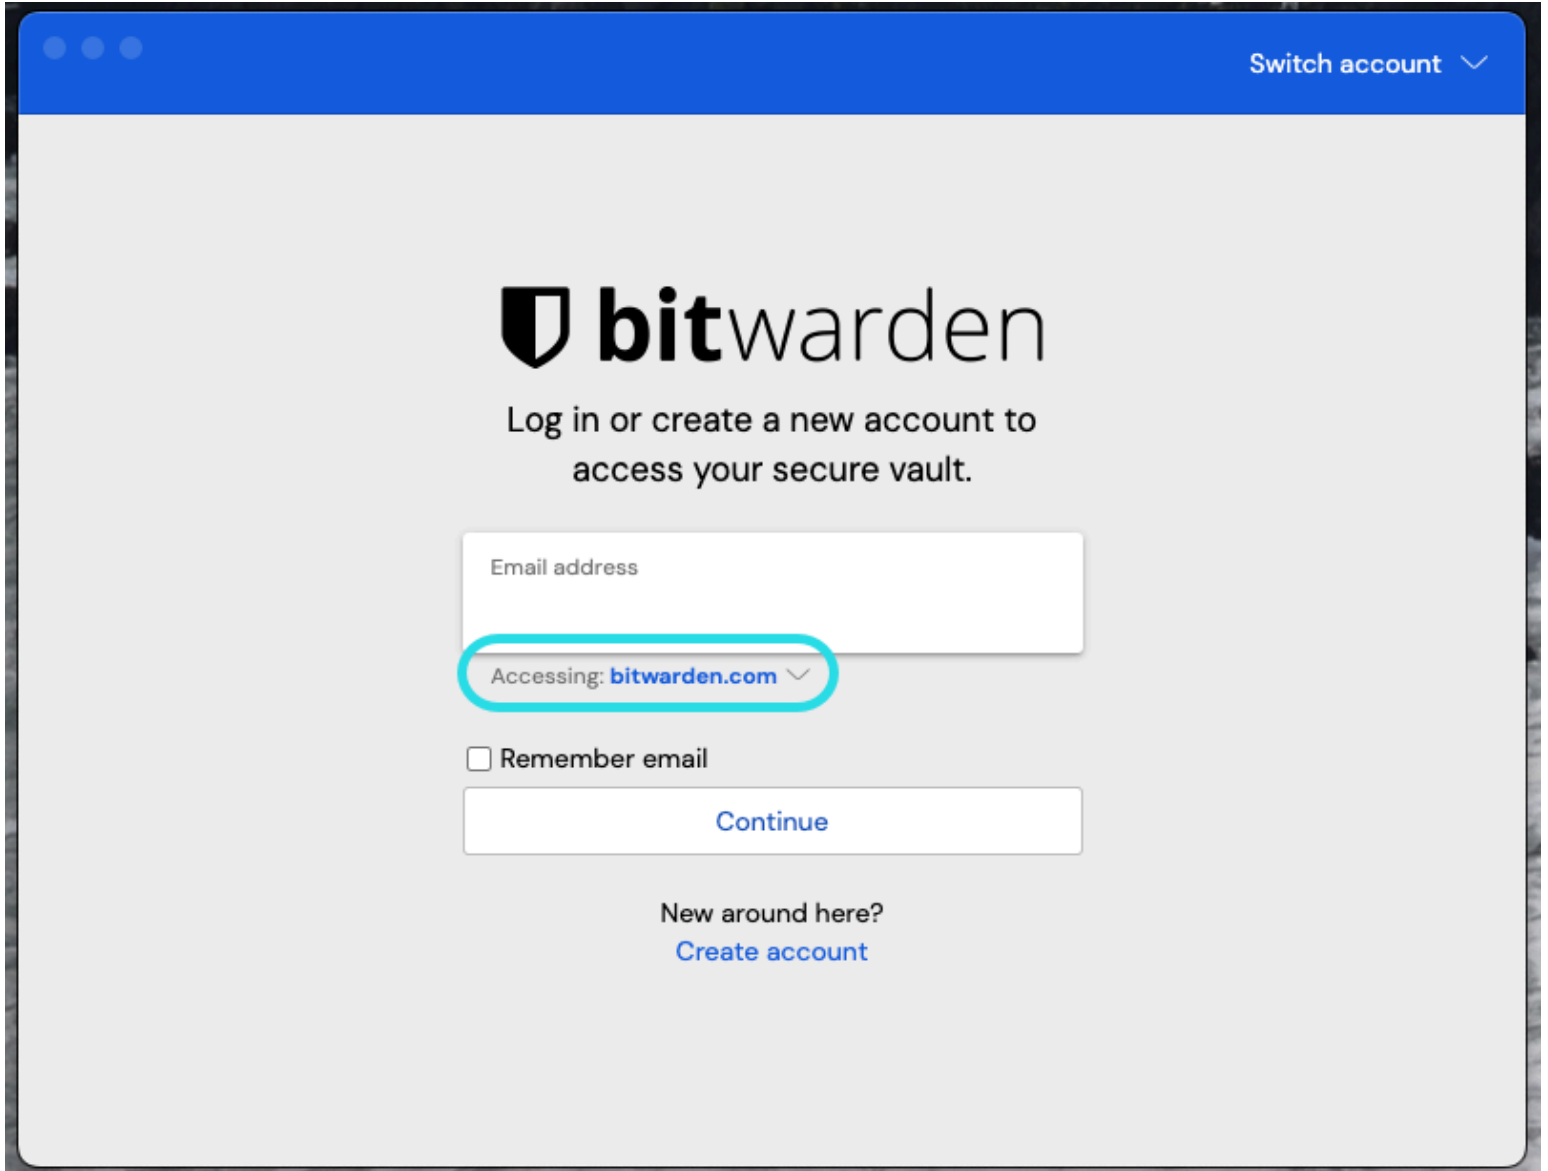 Switch account
bitwarden
Log in or create a new account to
access your secure vault.
Email address
Accessing: bitwarden.com
Remember email
Continue
New around here?
Create account